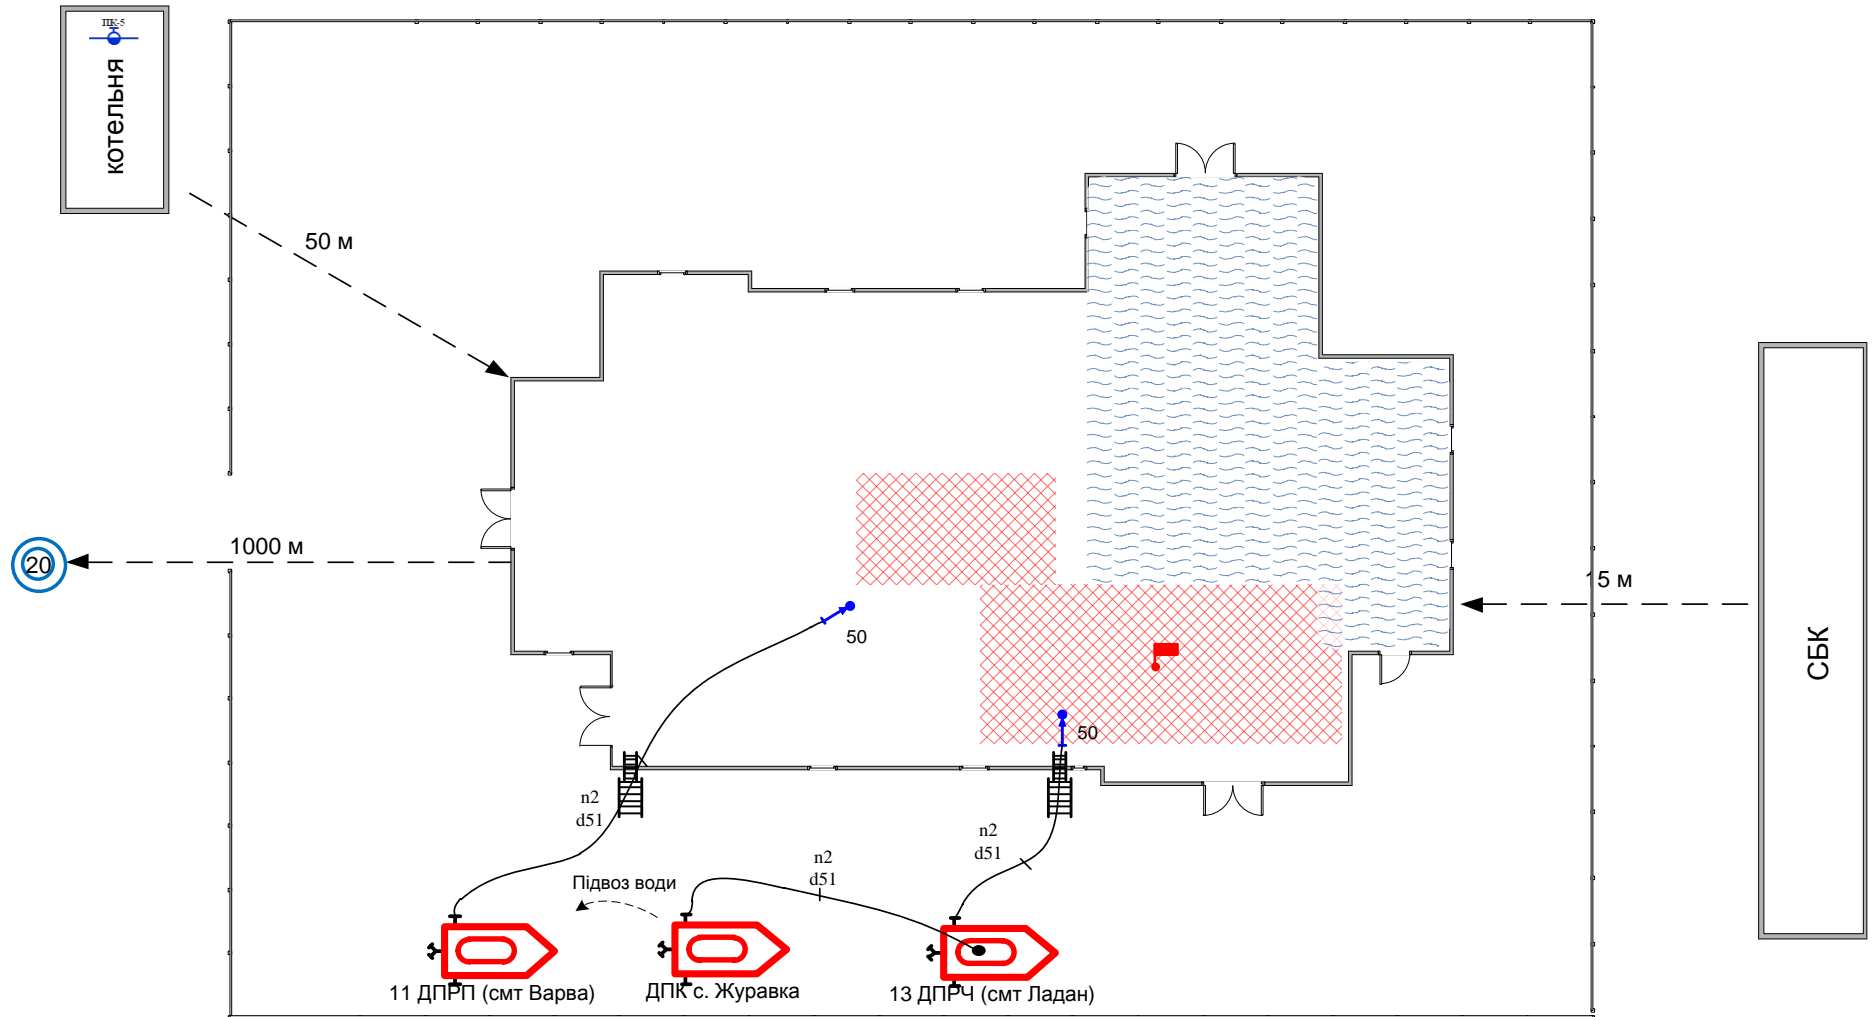 ПК-5
котельня
50 м
1000 м
20
15 м
50
СБК
50
n2
d51
n2
d51
n2
d51
Підвоз води
11 ДПРП (смт Варва)
ДПК с. Журавка
13 ДПРЧ (смт Ладан)